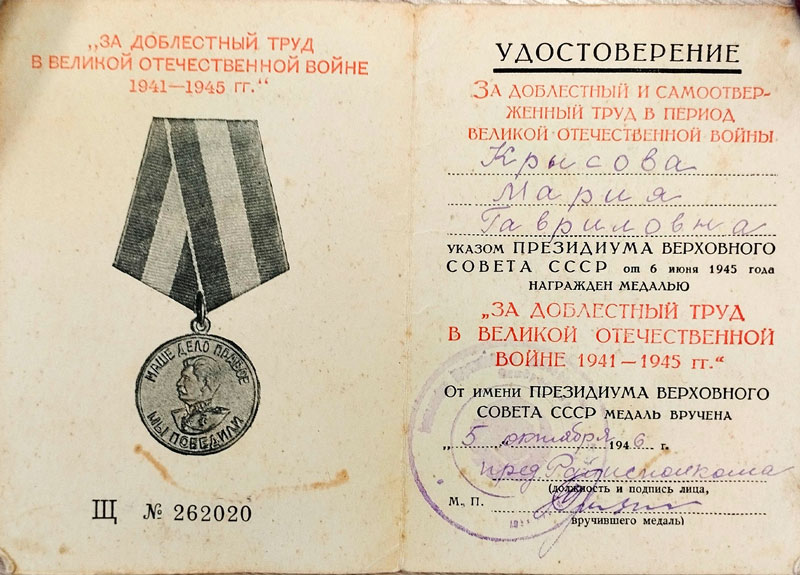 „ЗА ДОБЛЕСТНЫЙ ТРУД
В ВЕЛИКОЙ ОТЕЧЕСТВЕННОЙ ВОЙНЕ
1941—1945 гг.“
НАШЕ ДЕЛО ПРАВОЕ
МЫ ПОБЕДИЛИ
Щ № 262020
УДОСТОВЕРЕНИЕ
ЗА ДОБЛЕСТНЫЙ И САМООТВЕР-
ЖЕННЫЙ ТРУД В ПЕРИОД
ВЕЛИКОЙ ОТЕЧЕСТВЕННОЙ ВОЙНЫ
Крысова
Мария
Гавриловна
УКАЗОМ ПРЕЗИДИУМА ВЕРХОВНОГО
СОВЕТА СССР от 6 июня 1945 года
НАГРАЖДЕН МЕДАЛЬЮ
„ЗА ДОБЛЕСТНЫЙ ТРУД
В ВЕЛИКОЙ ОТЕЧЕСТВЕННОЙ
ВОЙНЕ 1941—1945 гг.“
От имени ПРЕЗИДИУМА ВЕРХОВНОГО
СОВЕТА СССР МЕДАЛЬ ВРУЧЕНА
„5 октября 1946 г.
пред Райисполкома
(должность и подпись лица,
М. П.
вручившего медаль)